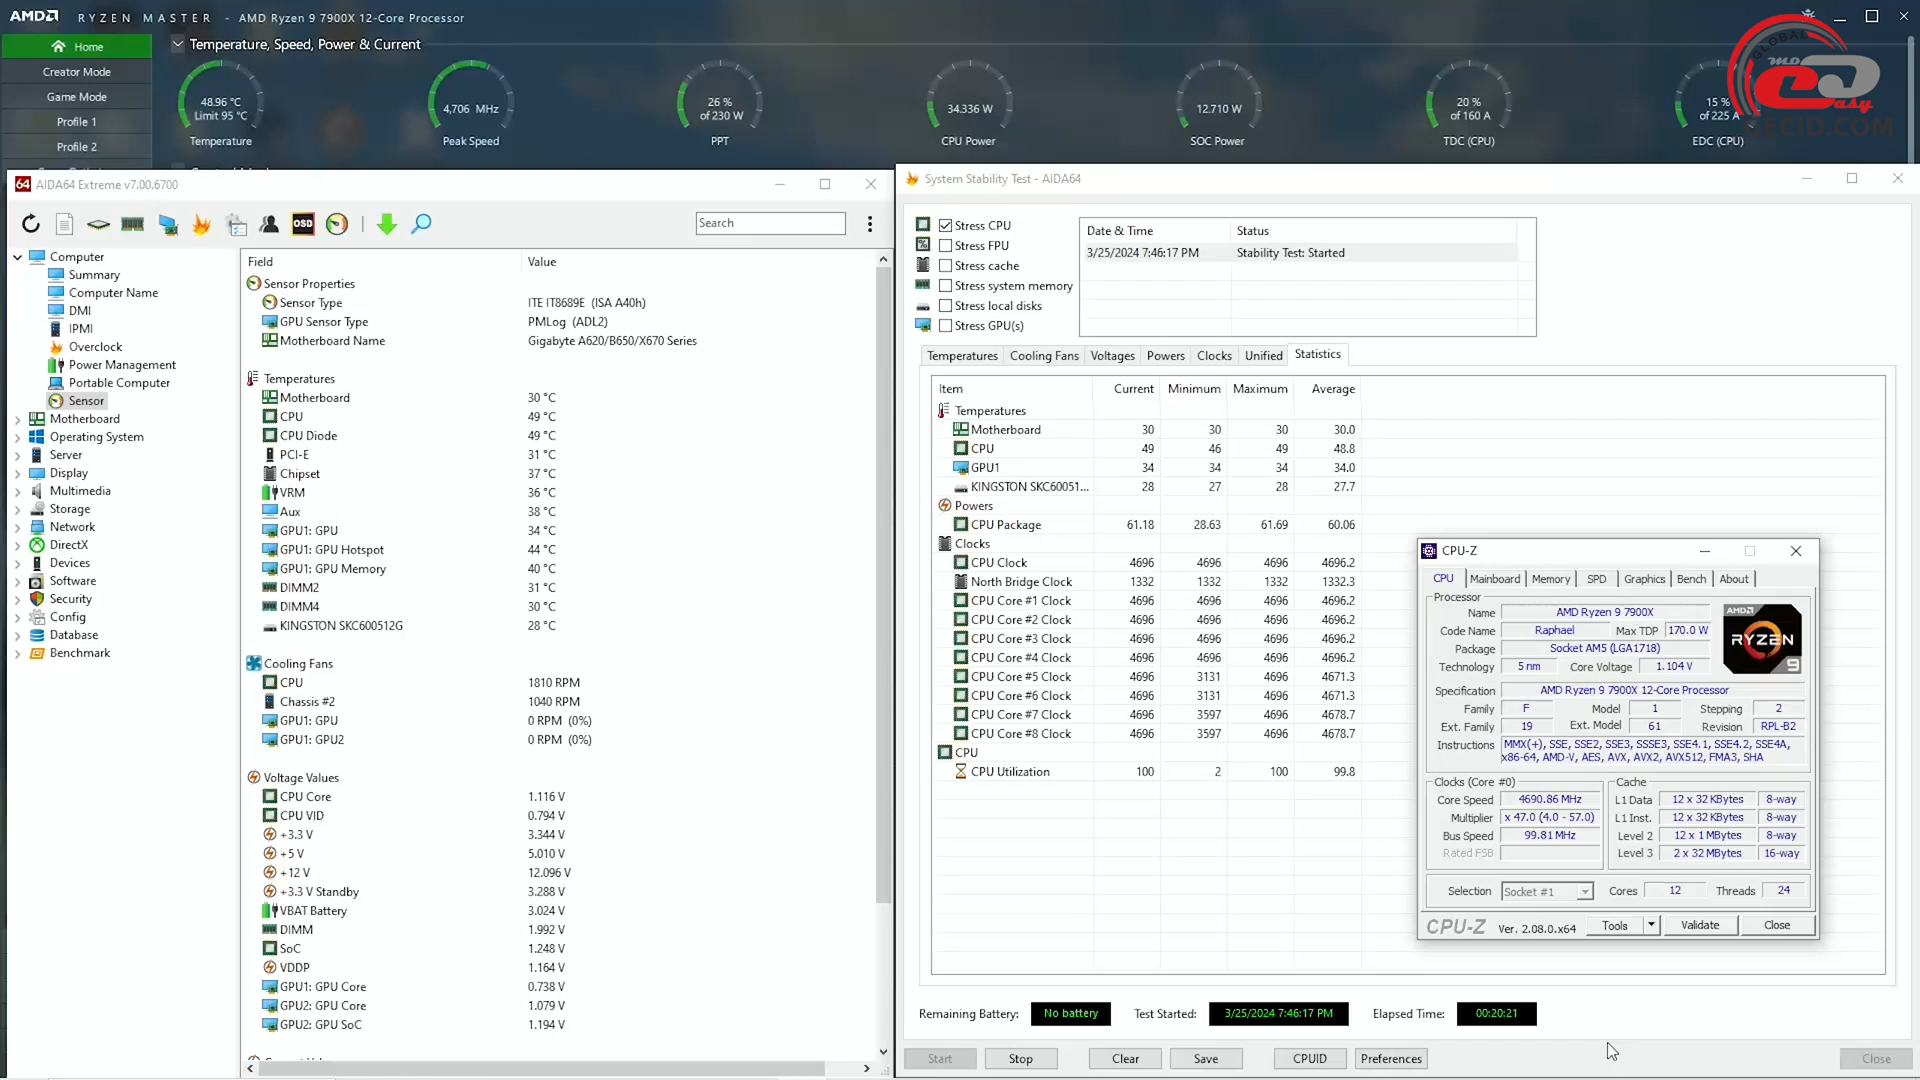 AMD RYZEN MASTER - AMD Ryzen 9 7900X 12-Core Processor
Home
Creator Mode
Game Mode
Profile 1
Profile 2
Temperature, Speed, Power & Current
48.96 °C
Limit 95 °C
Temperature
4,706 MHz
Peak Speed
26 %
of 230 W
PPT
34.336 W
CPU Power
12.710 W
SOC Power
20 %
of 160 A
TDC (CPU)
15 %
of 225 A
EDC (CPU)
GLOBAL
easy
GECID.COM
64 AIDA64 Extreme v7.00.6700
OSD
Search
Computer
Summary
Computer Name
DMI
IPMI
Overclock
Power Management
Portable Computer
Sensor
Motherboard
Operating System
Server
Display
Multimedia
Storage
Network
DirectX
Devices
Software
Security
Config
Database
Benchmark
Field Value
Sensor Properties
Sensor Type ITE IT8689E (ISA A40h)
GPU Sensor Type PMLog (ADL2)
Motherboard Name Gigabyte A620/B650/X670 Series
Temperatures
Motherboard 30 °C
CPU 49 °C
CPU Diode 49 °C
PCI-E 31 °C
Chipset 37 °C
VRM 36 °C
Aux 38 °C
GPU1: GPU 34 °C
GPU1: GPU Hotspot 44 °C
GPU1: GPU Memory 40 °C
DIMM2 31 °C
DIMM4 30 °C
KINGSTON SKC600512G 28 °C
Cooling Fans
CPU 1810 RPM
Chassis #2 1040 RPM
GPU1: GPU 0 RPM (0%)
GPU1: GPU2 0 RPM (0%)
Voltage Values
CPU Core 1.116 V
CPU VID 0.794 V
+3.3 V 3.344 V
+5 V 5.010 V
+12 V 12.096 V
+3.3 V Standby 3.288 V
VBAT Battery 3.024 V
DIMM 1.992 V
SoC 1.248 V
VDDP 1.164 V
GPU1: GPU Core 0.738 V
GPU2: GPU Core 1.079 V
GPU2: GPU SoC 1.194 V
System Stability Test - AIDA64
Stress CPU
Stress FPU
Stress cache
Stress system memory
Stress local disks
Stress GPU(s)
Date & Time Status
3/25/2024 7:46:17 PM Stability Test: Started
Temperatures Cooling Fans Voltages Powers Clocks Unified Statistics
Item Current Minimum Maximum Average
Temperatures
Motherboard 30 30 30 30.0
CPU 49 46 49 48.8
GPU1 34 34 34 34.0
KINGSTON SKC60051... 28 27 28 27.7
Powers
CPU Package 61.18 28.63 61.69 60.06
Clocks
CPU Clock 4696 4696 4696 4696.2
North Bridge Clock 1332 1332 1332 1332.3
CPU Core #1 Clock 4696 4696 4696 4696.2
CPU Core #2 Clock 4696 4696 4696 4696.2
CPU Core #3 Clock 4696 4696 4696 4696.2
CPU Core #4 Clock 4696 4696 4696 4696.2
CPU Core #5 Clock 4696 3131 4696 4671.3
CPU Core #6 Clock 4696 3131 4696 4671.3
CPU Core #7 Clock 4696 3597 4696 4678.7
CPU Core #8 Clock 4696 3597 4696 4678.7
CPU
CPU Utilization 100 2 100 99.8
Remaining Battery: No battery Test Started: 3/25/2024 7:46:17 PM Elapsed Time: 00:20:21
Start Stop Clear Save CPUID Preferences Close
CPU-Z
CPU Mainboard Memory SPD Graphics Bench About
Processor
Name AMD Ryzen 9 7900X
Code Name Raphael Max TDP 170.0 W
Package Socket AM5 (LGA1718)
Technology 5 nm Core Voltage 1.104 V
AMD
RYZEN
9
Specification AMD Ryzen 9 7900X 12-Core Processor
Family F Model 1 Stepping 2
Ext. Family 19 Ext. Model 61 Revision RPL-B2
Instructions MMX(+), SSE, SSE2, SSE3, SSSE3, SSE4.1, SSE4.2, SSE4A,
x86-64, AMD-V, AES, AVX, AVX2, AVX512, FMA3, SHA
Clocks (Core #0) Cache
Core Speed 4690.86 MHz L1 Data 12 x 32 KBytes 8-way
Multiplier x 47.0 (4.0 - 57.0) L1 Inst. 12 x 32 KBytes 8-way
Bus Speed 99.81 MHz Level 2 12 x 1 MBytes 8-way
Rated FSB Level 3 2 x 32 MBytes 16-way
Selection Socket #1 Cores 12 Threads 24
CPU-Z Ver. 2.08.0.x64 Tools Validate Close